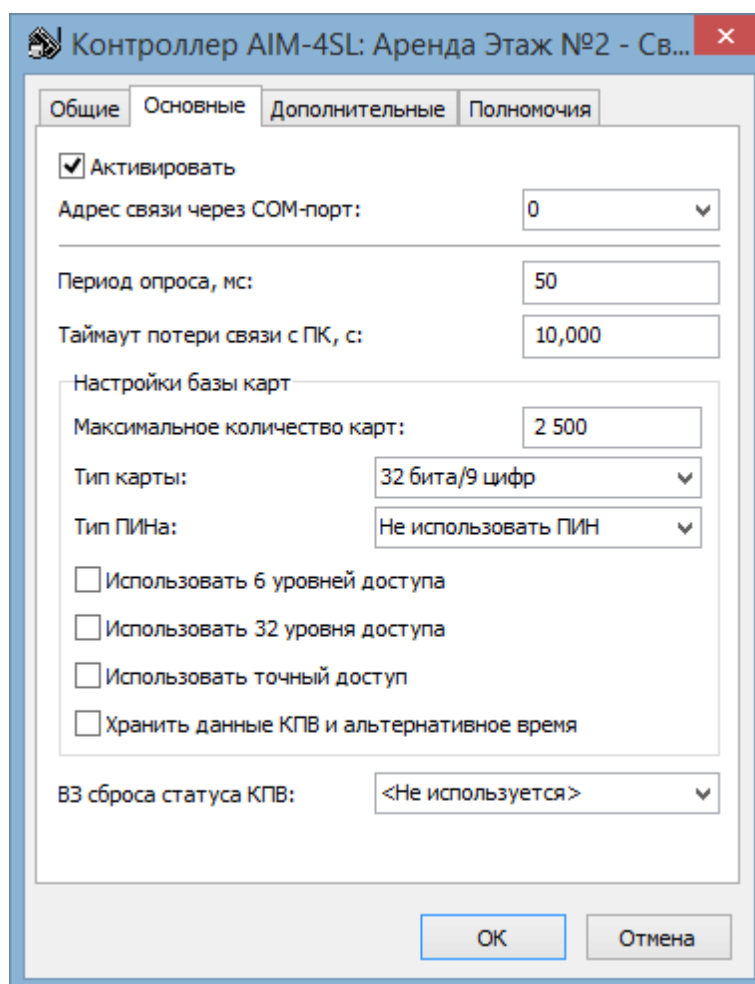 Контроллер AIM-4SL: Аренда Этаж №2 - Св...
Общие Основные Дополнительные Полномочия
Активировать
Адрес связи через COM-порт: 0
Период опроса, мс: 50
Таймаут потери связи с ПК, с: 10,000
Настройки базы карт
Максимальное количество карт: 2 500
Тип карты: 32 бита/9 цифр
Тип ПИНа: Не использовать ПИН
Использовать 6 уровней доступа
Использовать 32 уровня доступа
Использовать точный доступ
Хранить данные КПВ и альтернативное время
ВЗ сброса статуса КПВ: <Не используется>
ОК Отмена